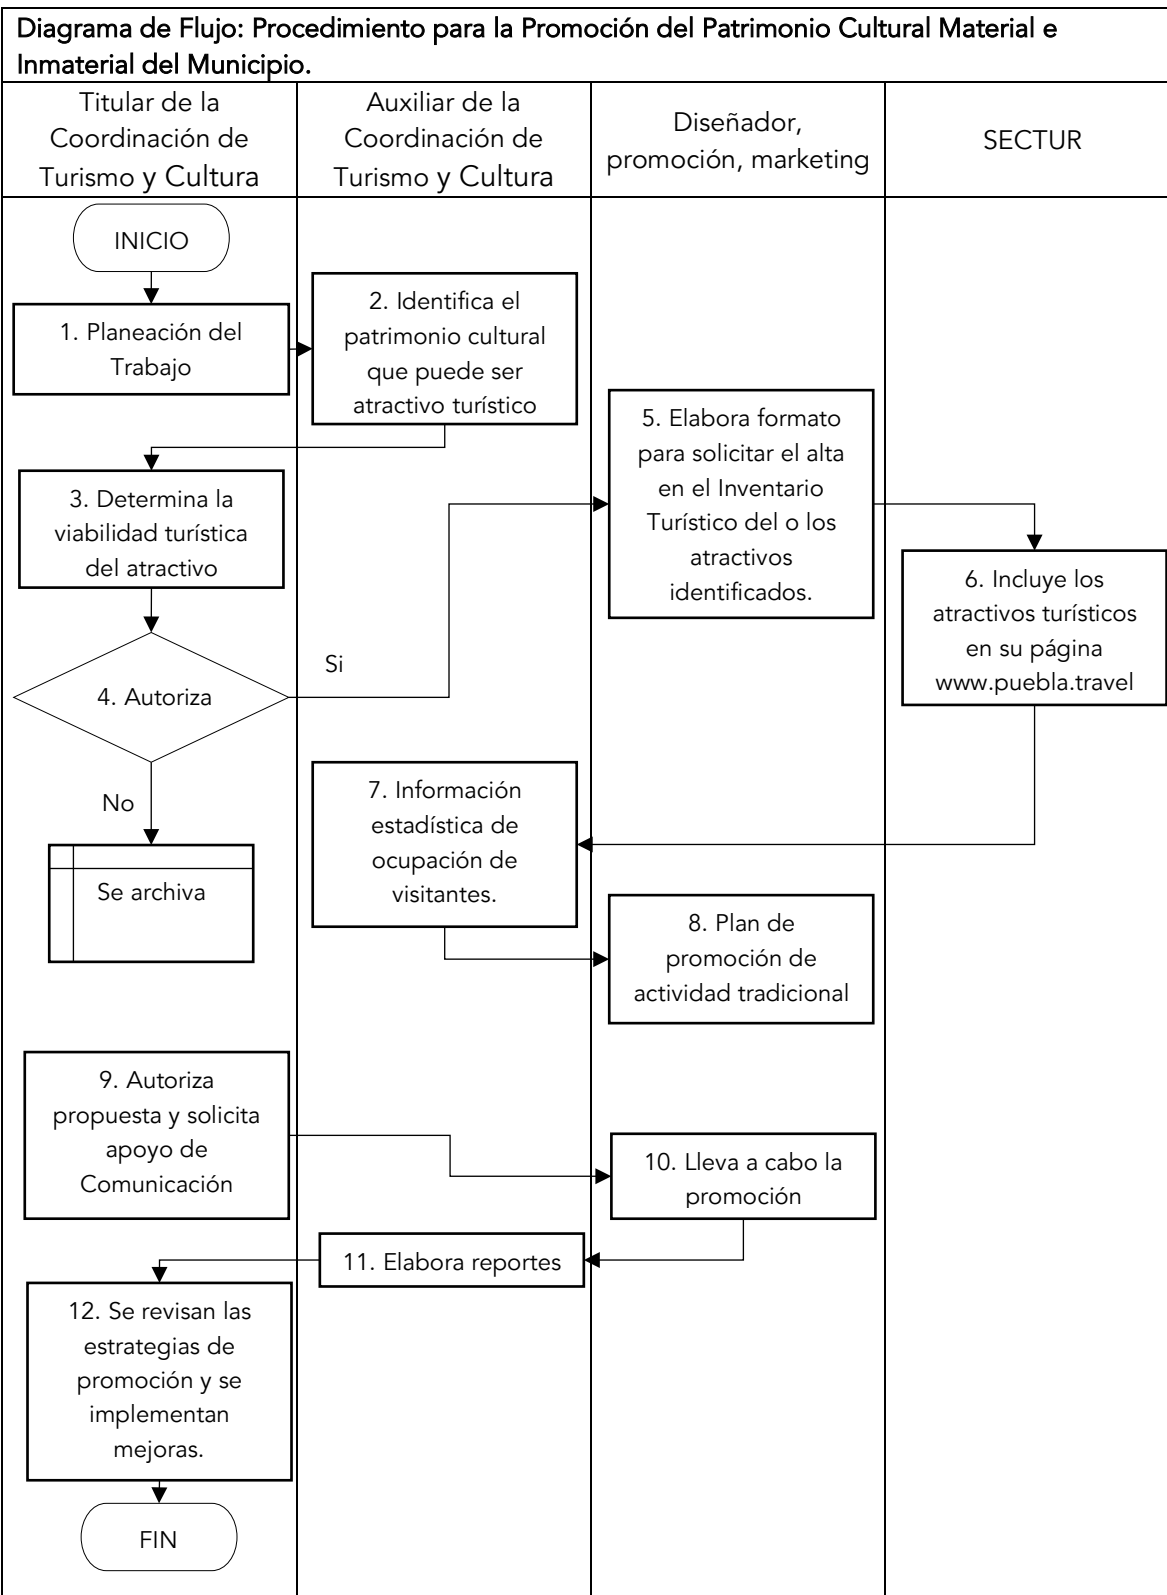 Diagrama de Flujo: Procedimiento para la Promoción del Patrimonio Cultural Material e
Inmaterial del Municipio.
Titular de la
Coordinación de
Turismo y Cultura
Auxiliar de la
Coordinación de
Turismo y Cultura
Diseñador,
promoción, marketing
SECTUR
INICIO
1. Planeación del
Trabajo
2. Identifica el
patrimonio cultural
que puede ser
atractivo turístico
3. Determina la
viabilidad turística
del atractivo
4. Autoriza
Si
No
Se archiva
5. Elabora formato
para solicitar el alta
en el Inventario
Turístico del o los
atractivos
identificados.
6. Incluye los
atractivos turísticos
en su página
www.puebla.travel
7. Información
estadística de
ocupación de
visitantes.
8. Plan de
promoción de
actividad tradicional
9. Autoriza
propuesta y solicita
apoyo de
Comunicación
10. Lleva a cabo la
promoción
11. Elabora reportes
12. Se revisan las
estrategias de
promoción y se
implementan
mejoras.
FIN